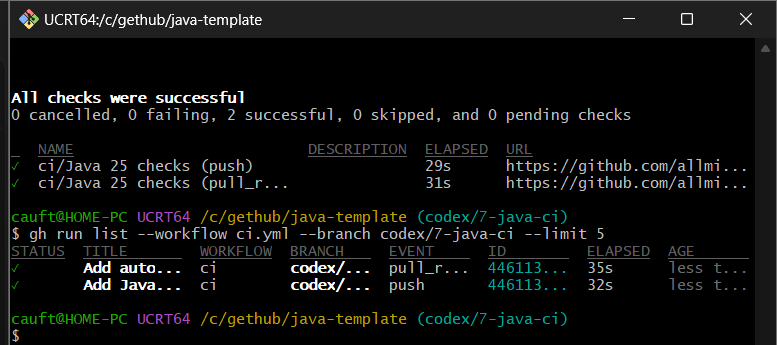 UCRT64:/c/gethub/java-template
All checks were successful
0 cancelled, 0 failing, 2 successful, 0 skipped, and 0 pending checks
NAME DESCRIPTION ELAPSED URL
✓ ci/Java 25 checks (push) 29s https://github.com/allmi...
✓ ci/Java 25 checks (pull_r... 31s https://github.com/allmi...
cauft@HOME-PC UCRT64 /c/gethub/java-template (codex/7-java-ci)
$ gh run list --workflow ci.yml --branch codex/7-java-ci --limit 5
STATUS TITLE WORKFLOW BRANCH EVENT ID ELAPSED AGE
✓ Add auto... ci codex/... pull_r... 446113... 35s less t...
✓ Add Java... ci codex/... push 446113... 32s less t...
cauft@HOME-PC UCRT64 /c/gethub/java-template (codex/7-java-ci)
$